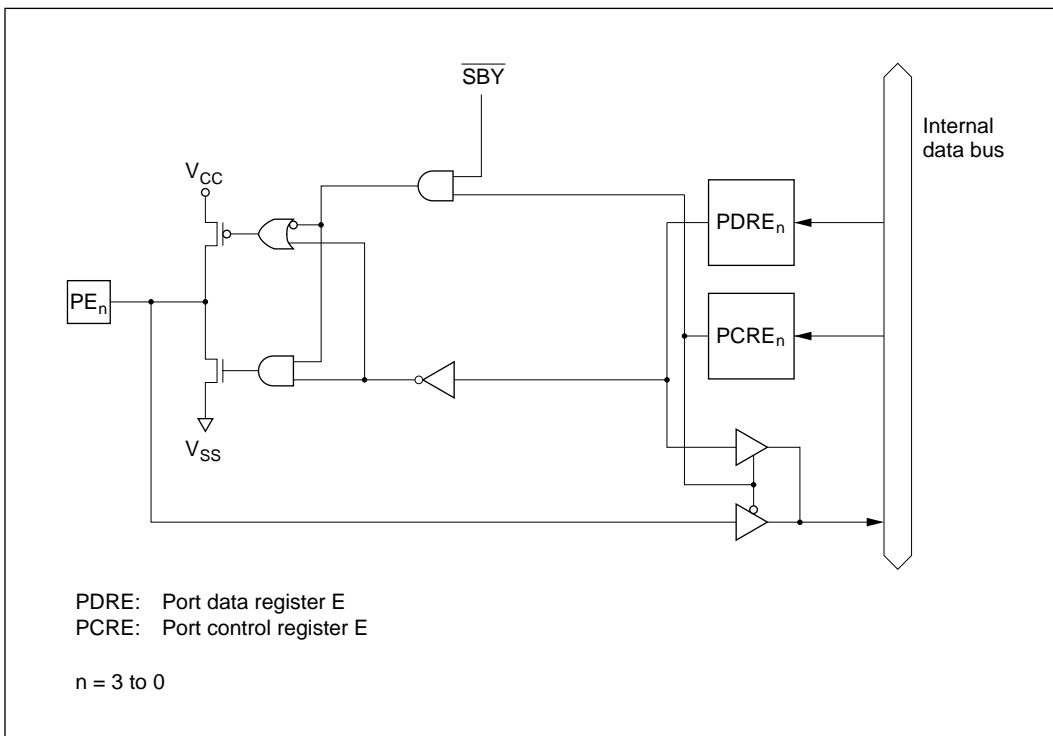 SBY
Internal
data bus
VCC
PDREn
PEn
PCREn
VSS
PDRE: Port data register E
PCRE: Port control register E
n = 3 to 0